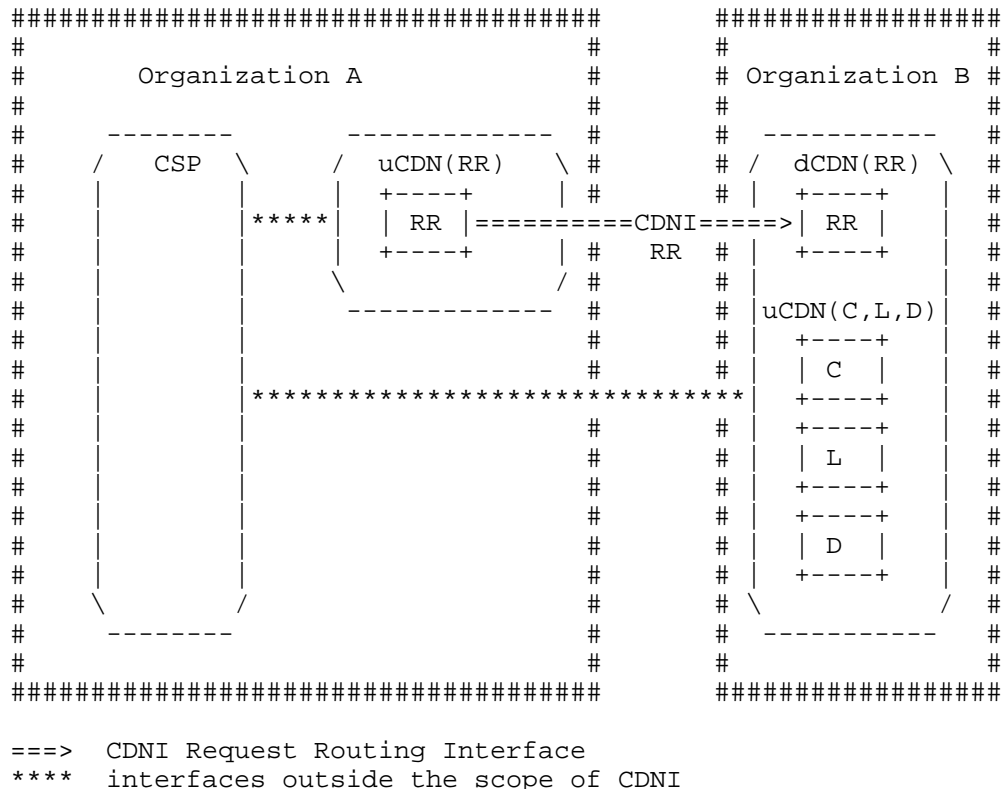 Organization A Organization B
CSP uCDN(RR) dCDN(RR)
RR CDNI RR
RR
uCDN(C,L,D)
C
L
D
===> CDNI Request Routing Interface
**** interfaces outside the scope of CDNI